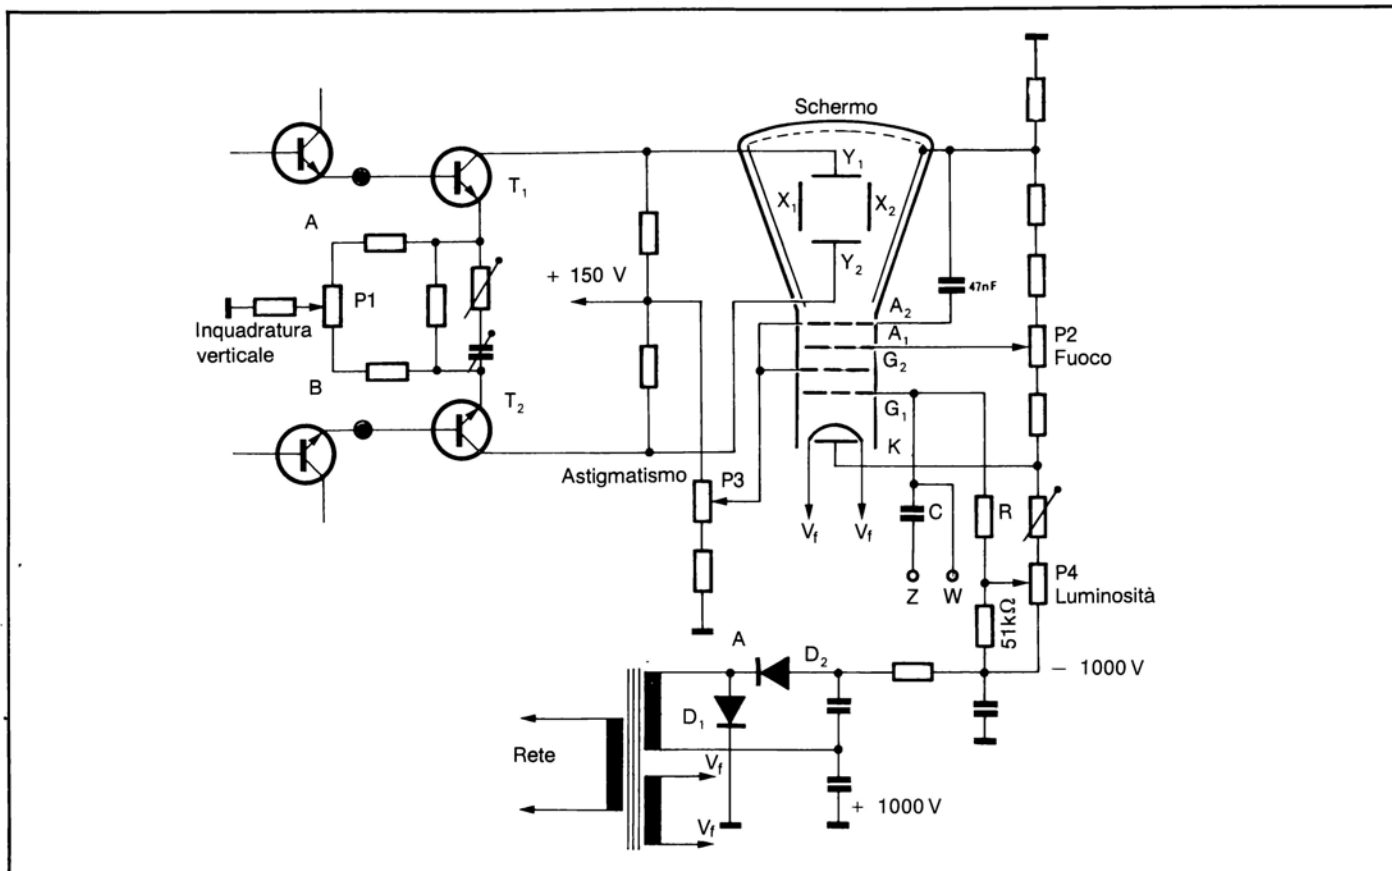 Schermo
Y1
T1
X1
X2
A
+ 150 V
Y2
47nF
P1
A2
A1
P2
Fuoco
Inquadratura
verticale
G2
B
T2
G1
K
Astigmatismo
P3
C
R
Vf
Vf
P4
Luminosità
Z
W
51kΩ
A
D2
− 1000 V
D1
Rete
Vf
+ 1000 V
Vf